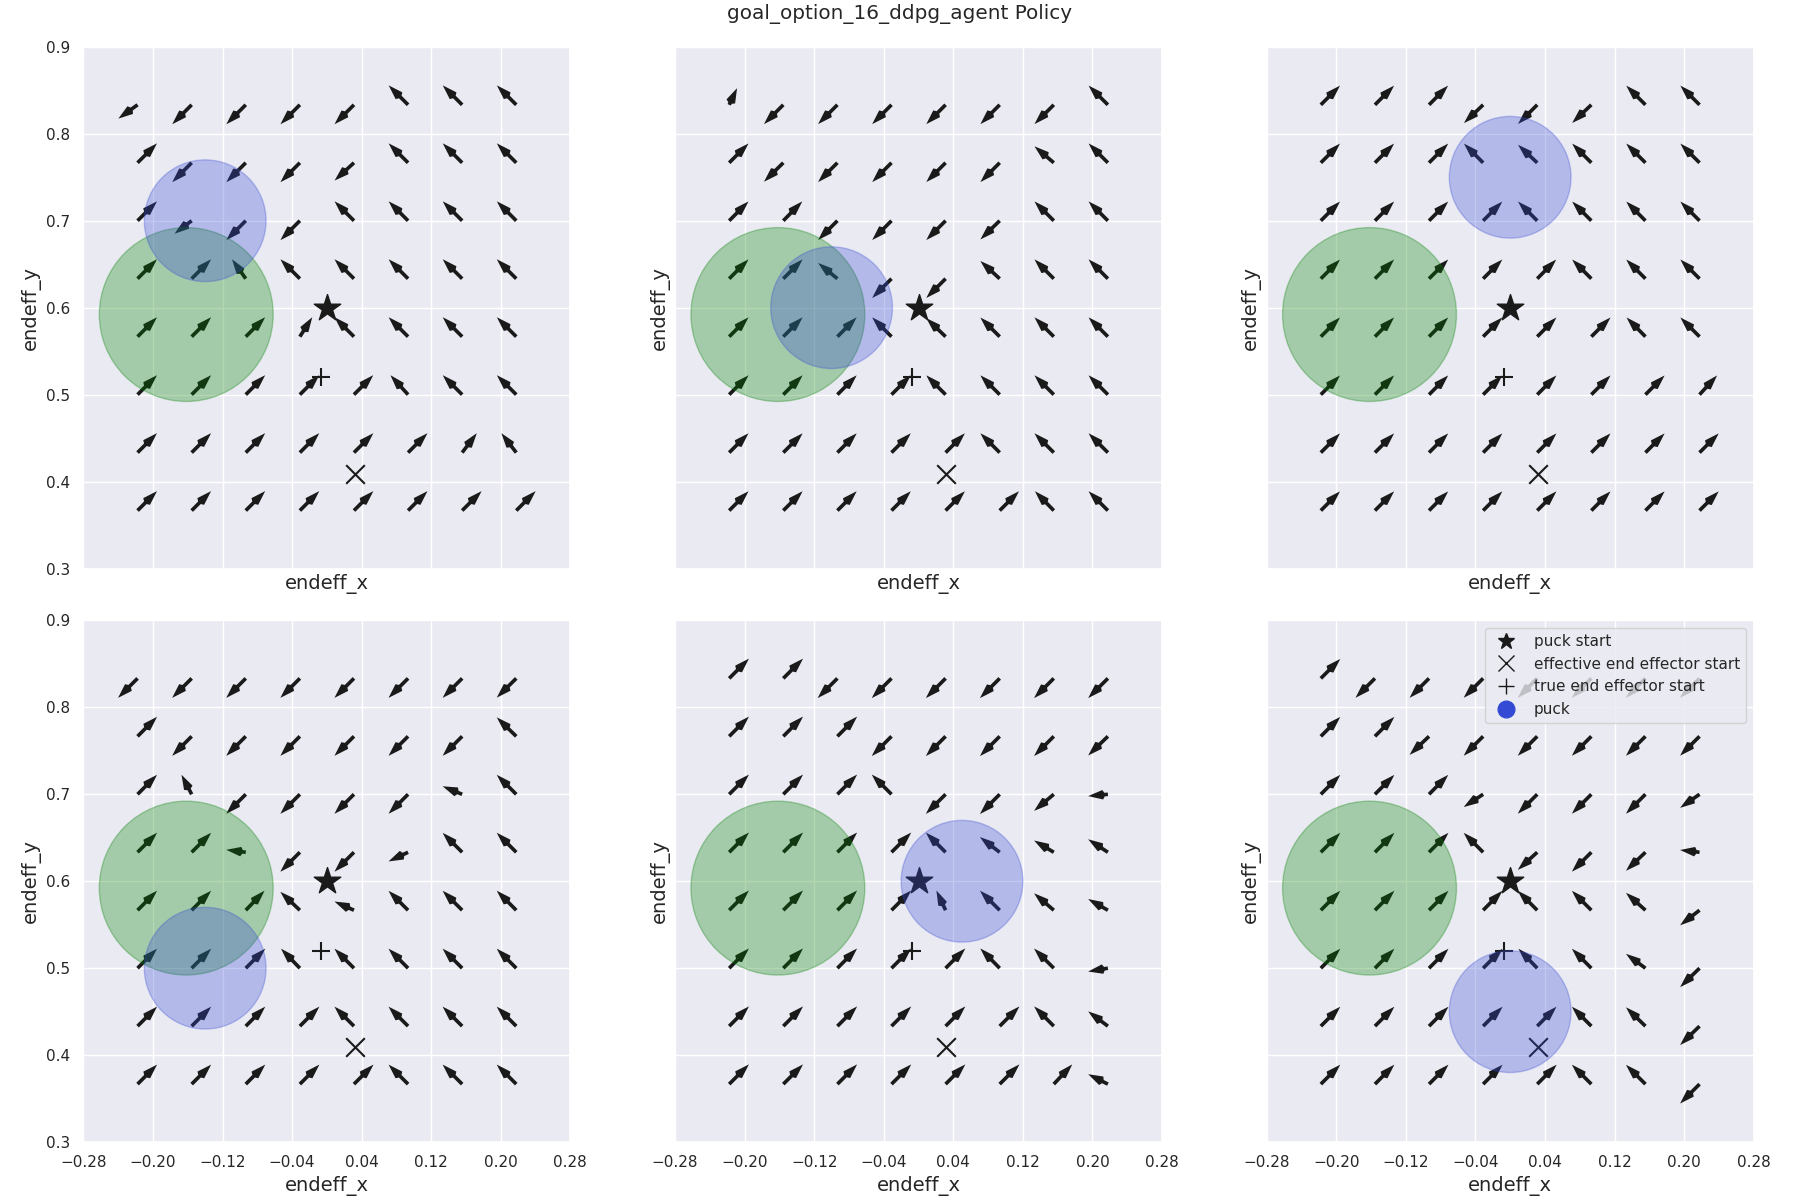 goal_option_16_ddpg_agent Policy
0.9
0.8
0.7
0.6
0.5
0.4
0.3
endeff_y
endeff_x
endeff_y
endeff_x
endeff_y
endeff_x
0.9
0.8
0.7
0.6
0.5
0.4
0.3
endeff_y
−0.28 −0.20 −0.12 −0.04 0.04 0.12 0.20 0.28
endeff_x
endeff_y
−0.28 −0.20 −0.12 −0.04 0.04 0.12 0.20 0.28
endeff_x
endeff_y
puck start
effective end effector start
true end effector start
puck
−0.28 −0.20 −0.12 −0.04 0.04 0.12 0.20 0.28
endeff_x